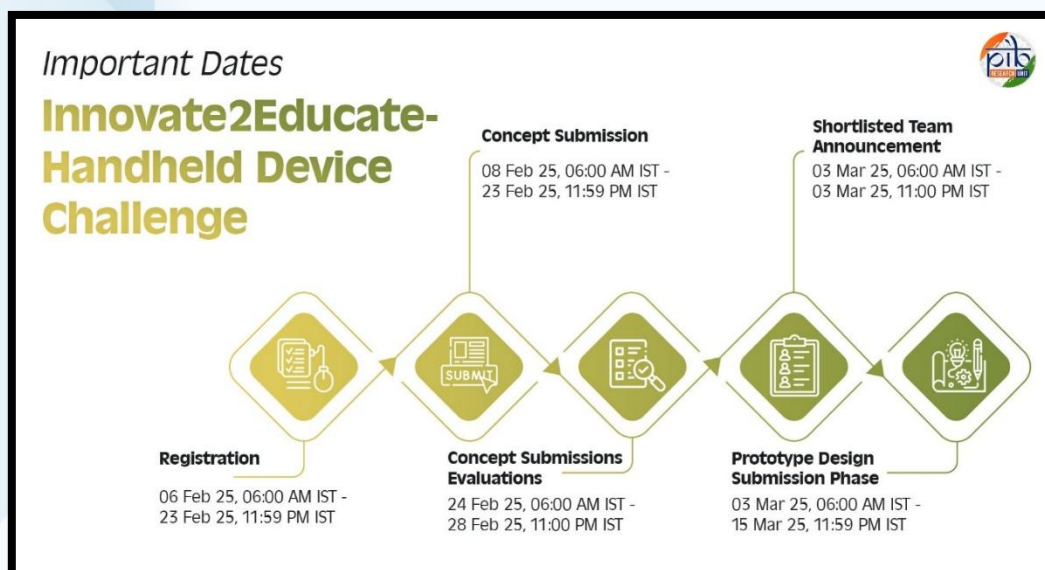 Important Dates
Innovate2Educate-
Handheld Device
Challenge
pib
RESEARCH UNIT
Registration
06 Feb 25, 06:00 AM IST -
23 Feb 25, 11:59 PM IST
Concept Submission
08 Feb 25, 06:00 AM IST -
23 Feb 25, 11:59 PM IST
SUBMIT
Concept Submissions
Evaluations
24 Feb 25, 06:00 AM IST -
28 Feb 25, 11:00 PM IST
Shortlisted Team
Announcement
03 Mar 25, 06:00 AM IST -
03 Mar 25, 11:00 PM IST
Prototype Design
Submission Phase
03 Mar 25, 06:00 AM IST -
15 Mar 25, 11:59 PM IST